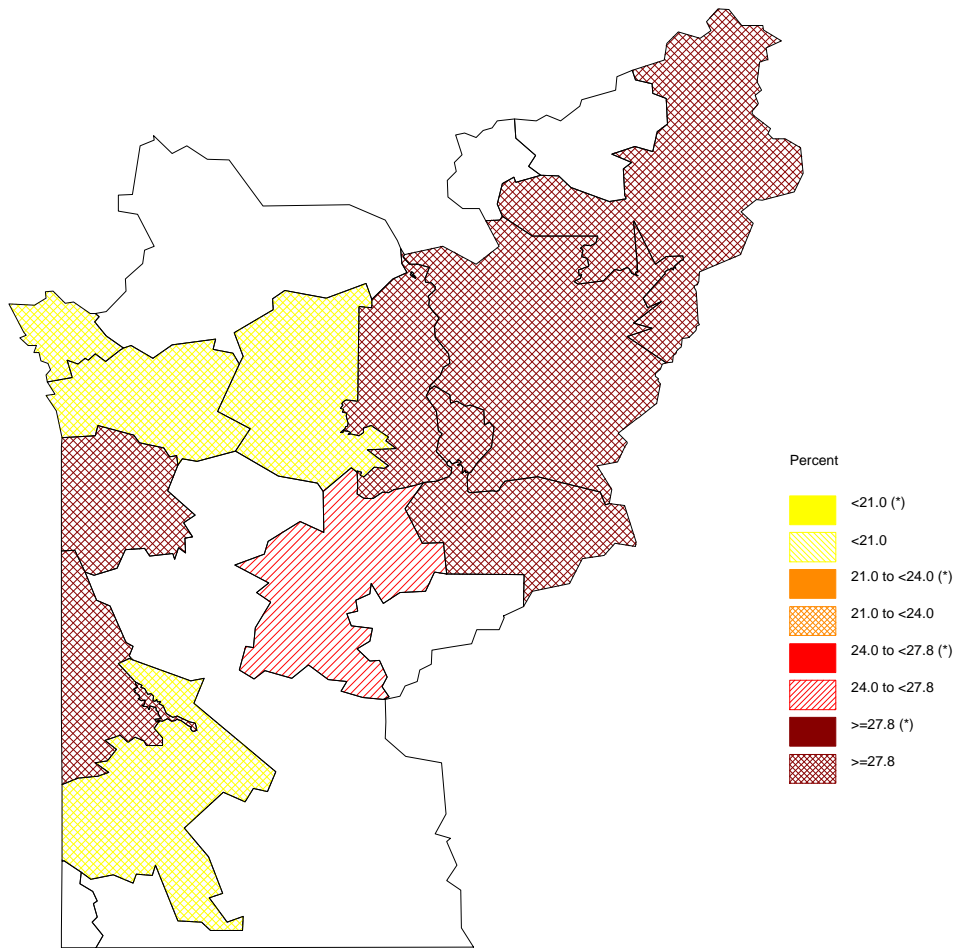 Percent
<21.0 (*)
<21.0
21.0 to <24.0 (*)
21.0 to <24.0
24.0 to <27.8 (*)
24.0 to <27.8
>=27.8 (*)
>=27.8